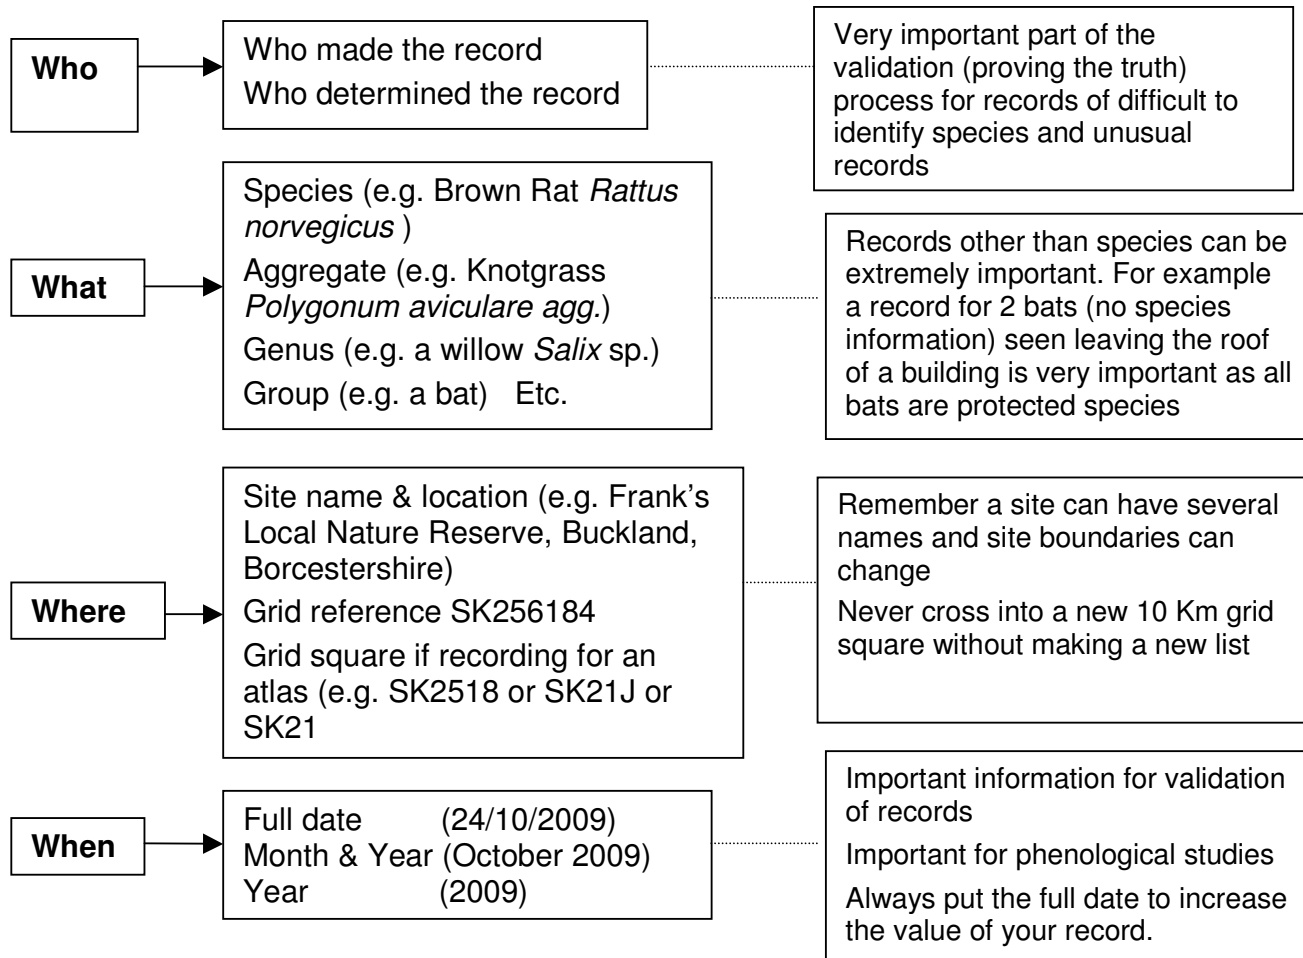 Who
Who made the record
Who determined the record
Very important part of the
validation (proving the truth)
process for records of difficult to
identify species and unusual
records
What
Species (e.g. Brown Rat Rattus
norvegicus )
Aggregate (e.g. Knotgrass
Polygonum aviculare agg.)
Genus (e.g. a willow Salix sp.)
Group (e.g. a bat) Etc.
Records other than species can be
extremely important. For example
a record for 2 bats (no species
information) seen leaving the roof
of a building is very important as all
bats are protected species
Where
Site name & location (e.g. Frank's
Local Nature Reserve, Buckland,
Borcestershire)
Grid reference SK256184
Grid square if recording for an
atlas (e.g. SK2518 or SK21J or
SK21
Remember a site can have several
names and site boundaries can
change
Never cross into a new 10 Km grid
square without making a new list
When
Full date (24/10/2009)
Month & Year (October 2009)
Year (2009)
Important information for validation
of records
Important for phenological studies
Always put the full date to increase
the value of your record.